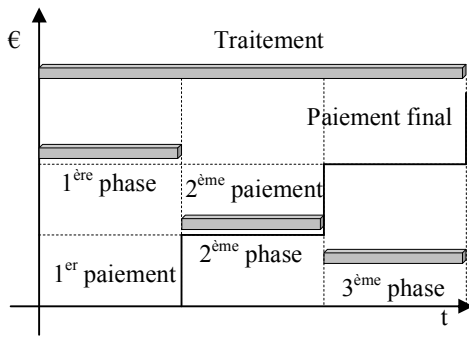 €
Traitement
Paiement final
1ère phase
2ème paiement
1er paiement
2ème phase
3ème phase
t